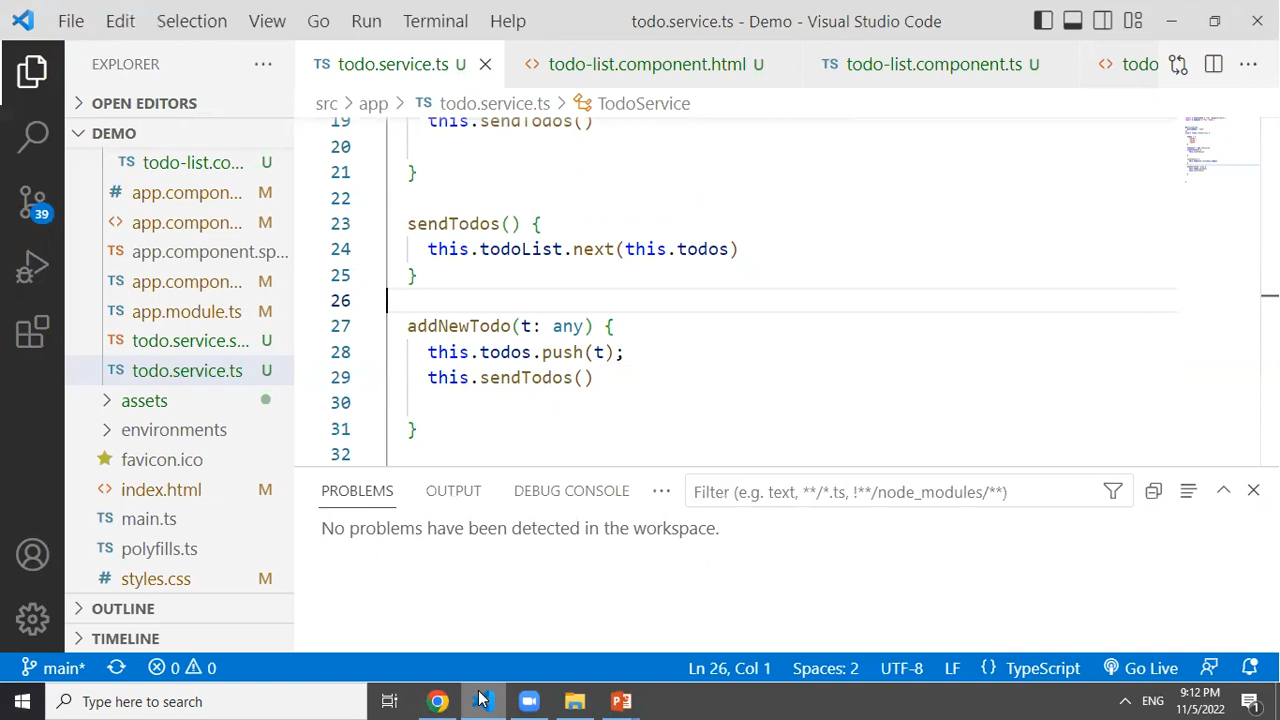 File Edit Selection View Go Run Terminal Help todo.service.ts - Demo - Visual Studio Code
EXPLORER
OPEN EDITORS
DEMO
todo-list.co... U
app.compon... M
app.compon... M
app.component.sp...
app.compon... M
app.module.ts M
todo.service.s... U
todo.service.ts U
assets
environments
favicon.ico
index.html M
main.ts
polyfills.ts
styles.css M
OUTLINE
TIMELINE
39
TS todo.service.ts U
<> todo-list.component.html U
TS todo-list.component.ts U
<> todo
src > app > TS todo.service.ts > TodoService
19 this.sendTodos()
20
21 }
22
23 sendTodos() {
24 this.todoList.next(this.todos)
25 }
26
27 addNewTodo(t: any) {
28 this.todos.push(t);
29 this.sendTodos()
30
31 }
32
PROBLEMS OUTPUT DEBUG CONSOLE ... Filter (e.g. text, **/*.ts, !**/node_modules/**)
No problems have been detected in the workspace.
main* 0 0 Ln 26, Col 1 Spaces: 2 UTF-8 LF {} TypeScript Go Live
Type here to search
ENG
9:12 PM
11/5/2022
1